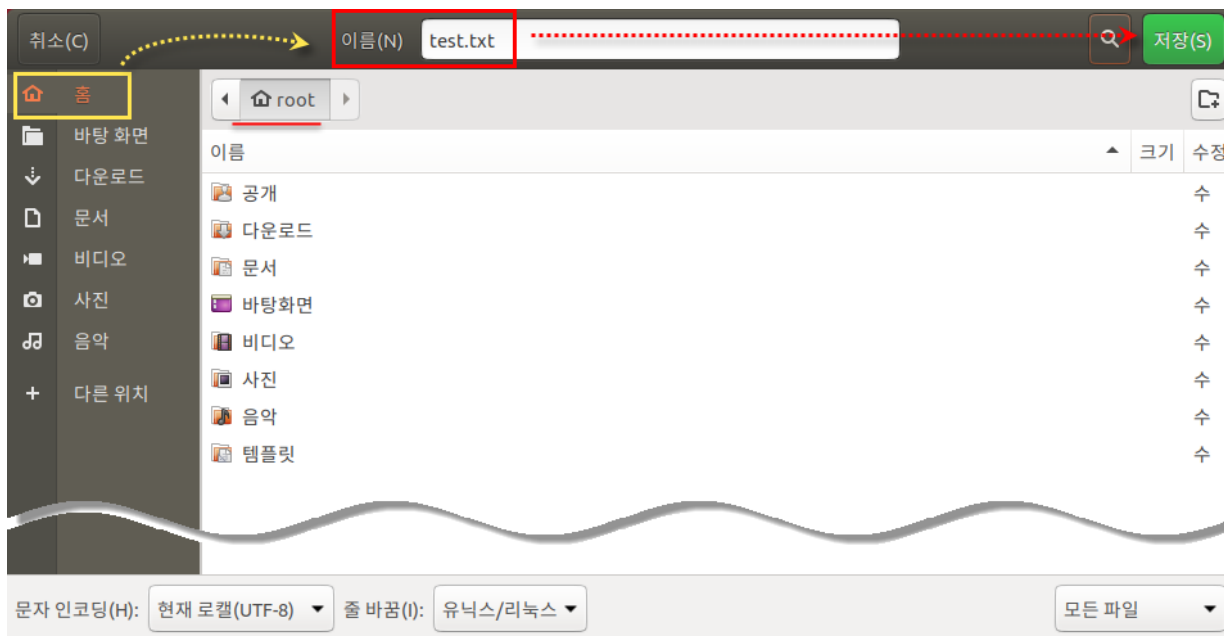 취소(C)
이름(N)
test.txt
저장(S)
홈
바탕 화면
다운로드
문서
비디오
사진
음악
다른 위치
root
이름
크기
수정
공개
수
다운로드
수
문서
수
바탕화면
수
비디오
수
사진
수
음악
수
템플릿
수
문자 인코딩(H):
현재 로캘(UTF-8)
줄 바꿈(I):
유닉스/리눅스
모든 파일